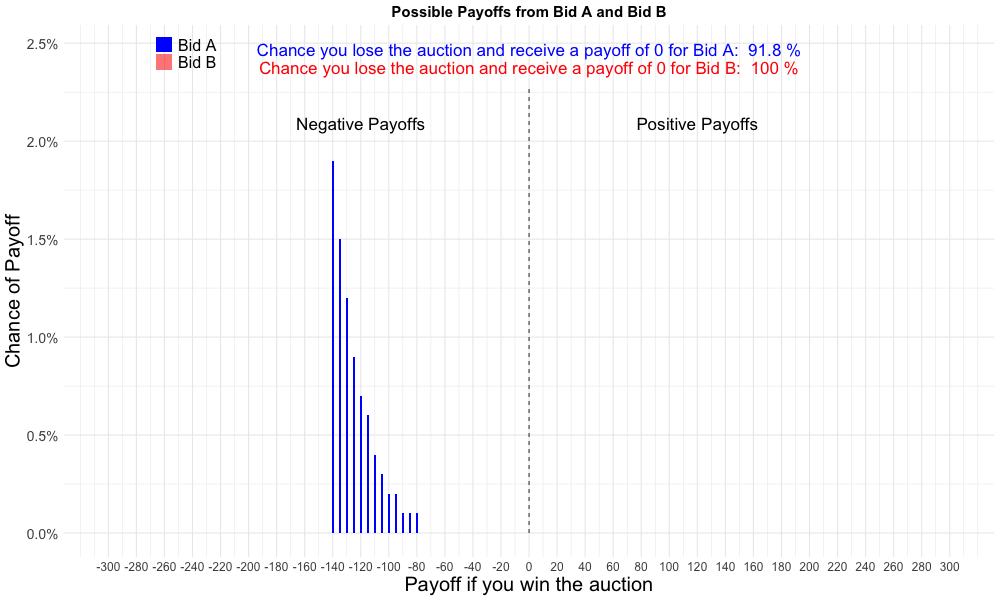 Possible Payoffs from Bid A and Bid B
Bid A
Bid B
Chance you lose the auction and receive a payoff of 0 for Bid A:  91.8 %
Chance you lose the auction and receive a payoff of 0 for Bid B:  100 %
Negative Payoffs
Positive Payoffs
Chance of Payoff
2.5%
2.0%
1.5%
1.0%
0.5%
0.0%
-300 -280 -260 -240 -220 -200 -180 -160 -140 -120 -100 -80 -60 -40 -20 0 20 40 60 80 100 120 140 160 180 200 220 240 260 280 300
Payoff if you win the auction